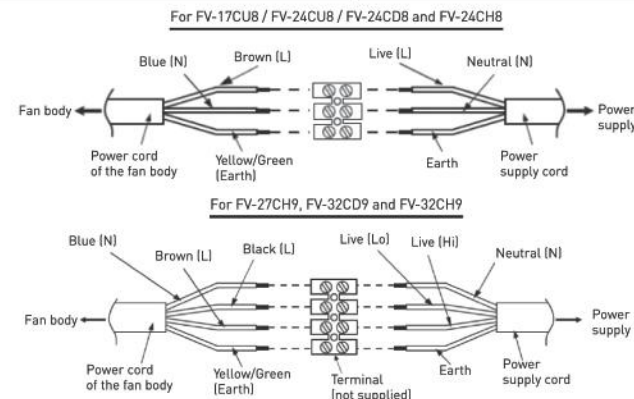 For FV-17CU8 / FV-24CU8 / FV-24CD8 and FV-24CH8
Brown (L)
Live (L)
Blue (N)
Neutral (N)
Fan body
Power
supply
Power cord
of the fan body
Yellow/Green
(Earth)
Earth
Power
supply cord
For FV-27CH9, FV-32CD9 and FV-32CH9
Blue (N)
Brown (L)
Black (L)
Live (Lo)
Live (Hi)
Neutral (N)
Fan body
Power
supply
Power cord
of the fan body
Yellow/Green
(Earth)
Terminal
(not supplied)
Earth
Power
supply cord